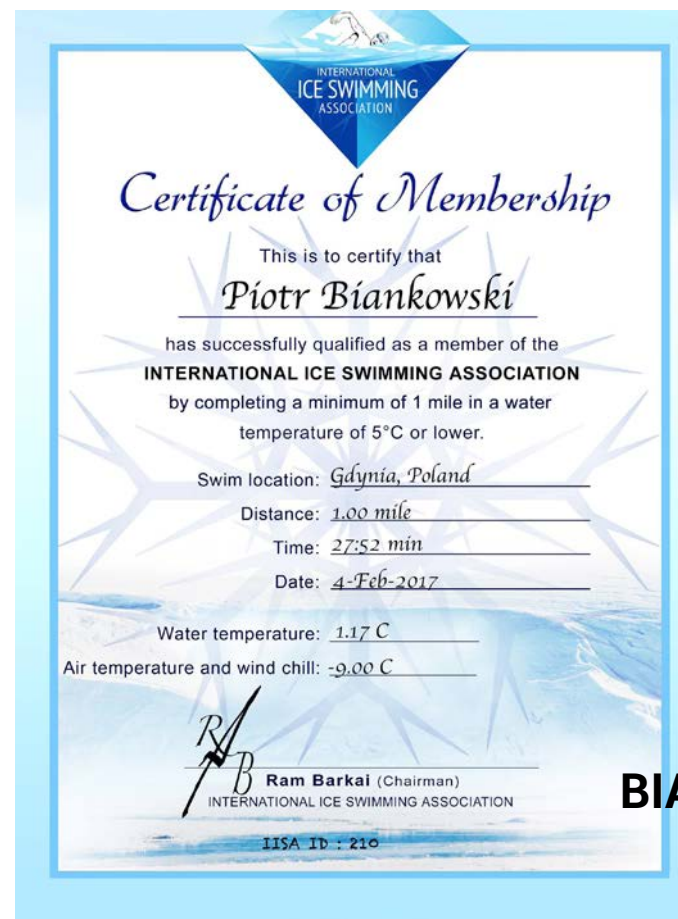 INTERNATIONAL
ICE SWIMMING
ASSOCIATION
Certificate of Membership
This is to certify that
Piotr Biankowski
has successfully qualified as a member of the
INTERNATIONAL ICE SWIMMING ASSOCIATION
by completing a minimum of 1 mile in a water
temperature of 5°C or lower.
Swim location: Gdynia, Poland
Distance: 1.00 mile
Time: 27:52 min
Date: 4-Feb-2017
Water temperature: 1.17 C
Air temperature and wind chill: -9.00 C
RAB
Ram Barkai (Chairman)
INTERNATIONAL ICE SWIMMING ASSOCIATION
BIA
IISA ID : 210